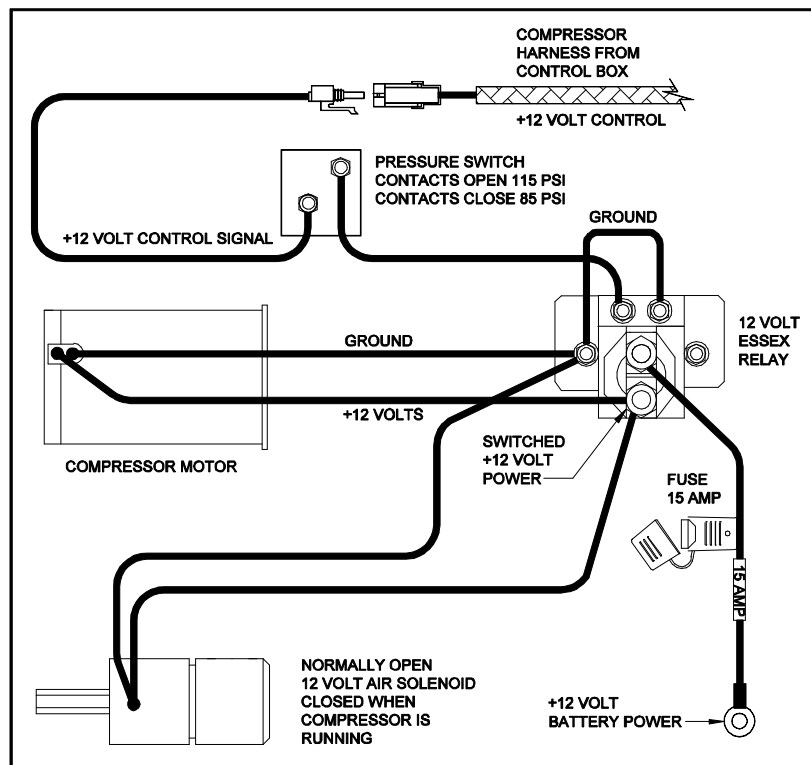 COMPRESSOR
HARNESS FROM
CONTROL BOX
+12 VOLT CONTROL
PRESSURE SWITCH
CONTACTS OPEN 115 PSI
CONTACTS CLOSE 85 PSI
+12 VOLT CONTROL SIGNAL
GROUND
12 VOLT
ESSEX
RELAY
GROUND
+12 VOLTS
COMPRESSOR MOTOR
SWITCHED
+12 VOLT
POWER
FUSE
15 AMP
15 AMP
NORMALLY OPEN
12 VOLT AIR SOLENOID
CLOSED WHEN
COMPRESSOR IS
RUNNING
+12 VOLT
BATTERY POWER